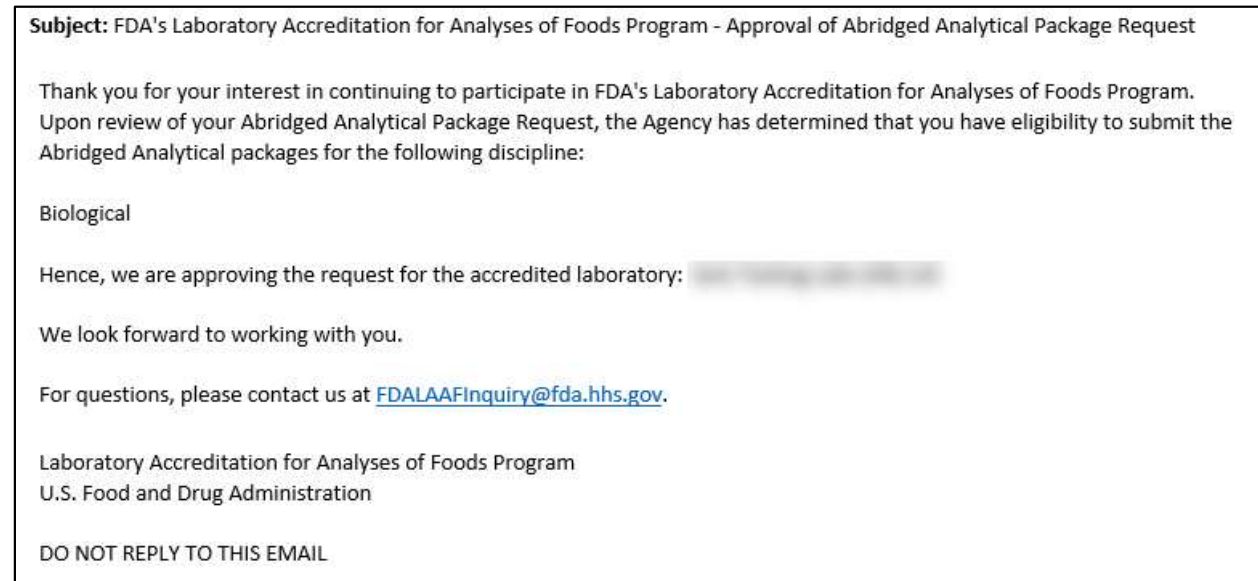 Subject: FDA's Laboratory Accreditation for Analyses of Foods Program - Approval of Abridged Analytical Package Request
Thank you for your interest in continuing to participate in FDA's Laboratory Accreditation for Analyses of Foods Program.
Upon review of your Abridged Analytical Package Request, the Agency has determined that you have eligibility to submit the
Abridged Analytical packages for the following discipline:
Biological
Hence, we are approving the request for the accredited laboratory:
We look forward to working with you.
For questions, please contact us at FDALAAFInquiry@fda.hhs.gov.
Laboratory Accreditation for Analyses of Foods Program
U.S. Food and Drug Administration
DO NOT REPLY TO THIS EMAIL